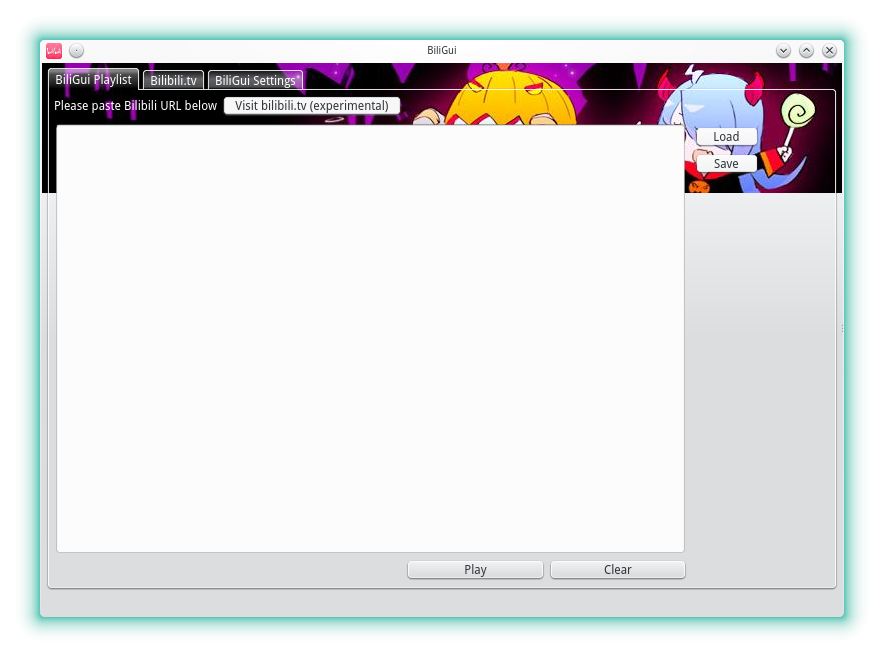 BiliGui
BiliGui Playlist
Bilibili.tv
BiliGui Settings
Please paste Bilibili URL below
Visit bilibili.tv (experimental)
Load
Save
Play
Clear